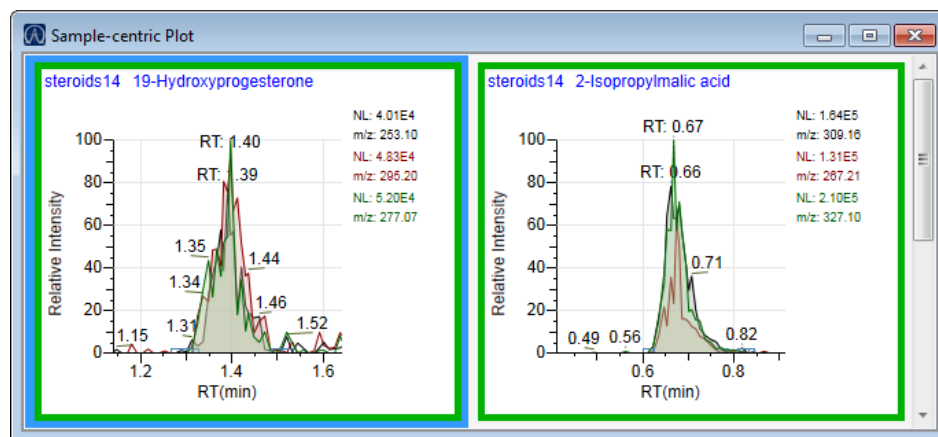 Sample-centric Plot
steroids14 19-Hydroxyprogesterone
NL: 4.01E4
m/z: 253.10
NL: 4.83E4
m/z: 295.20
NL: 5.20E4
m/z: 277.07
RT: 1.40
RT: 1.39
1.35
1.34
1.31
1.15
1.44
1.46
1.52
100
80
60
40
20
0
Relative Intensity
1.2 1.4 1.6
RT(min)
steroids14 2-Isopropylmalic acid
NL: 1.64E5
m/z: 309.16
NL: 1.31E5
m/z: 267.21
NL: 2.10E5
m/z: 327.10
RT: 0.67
RT: 0.66
0.71
0.49 0.56 0.82
100
80
60
40
20
0
Relative Intensity
0.6 0.8
RT(min)